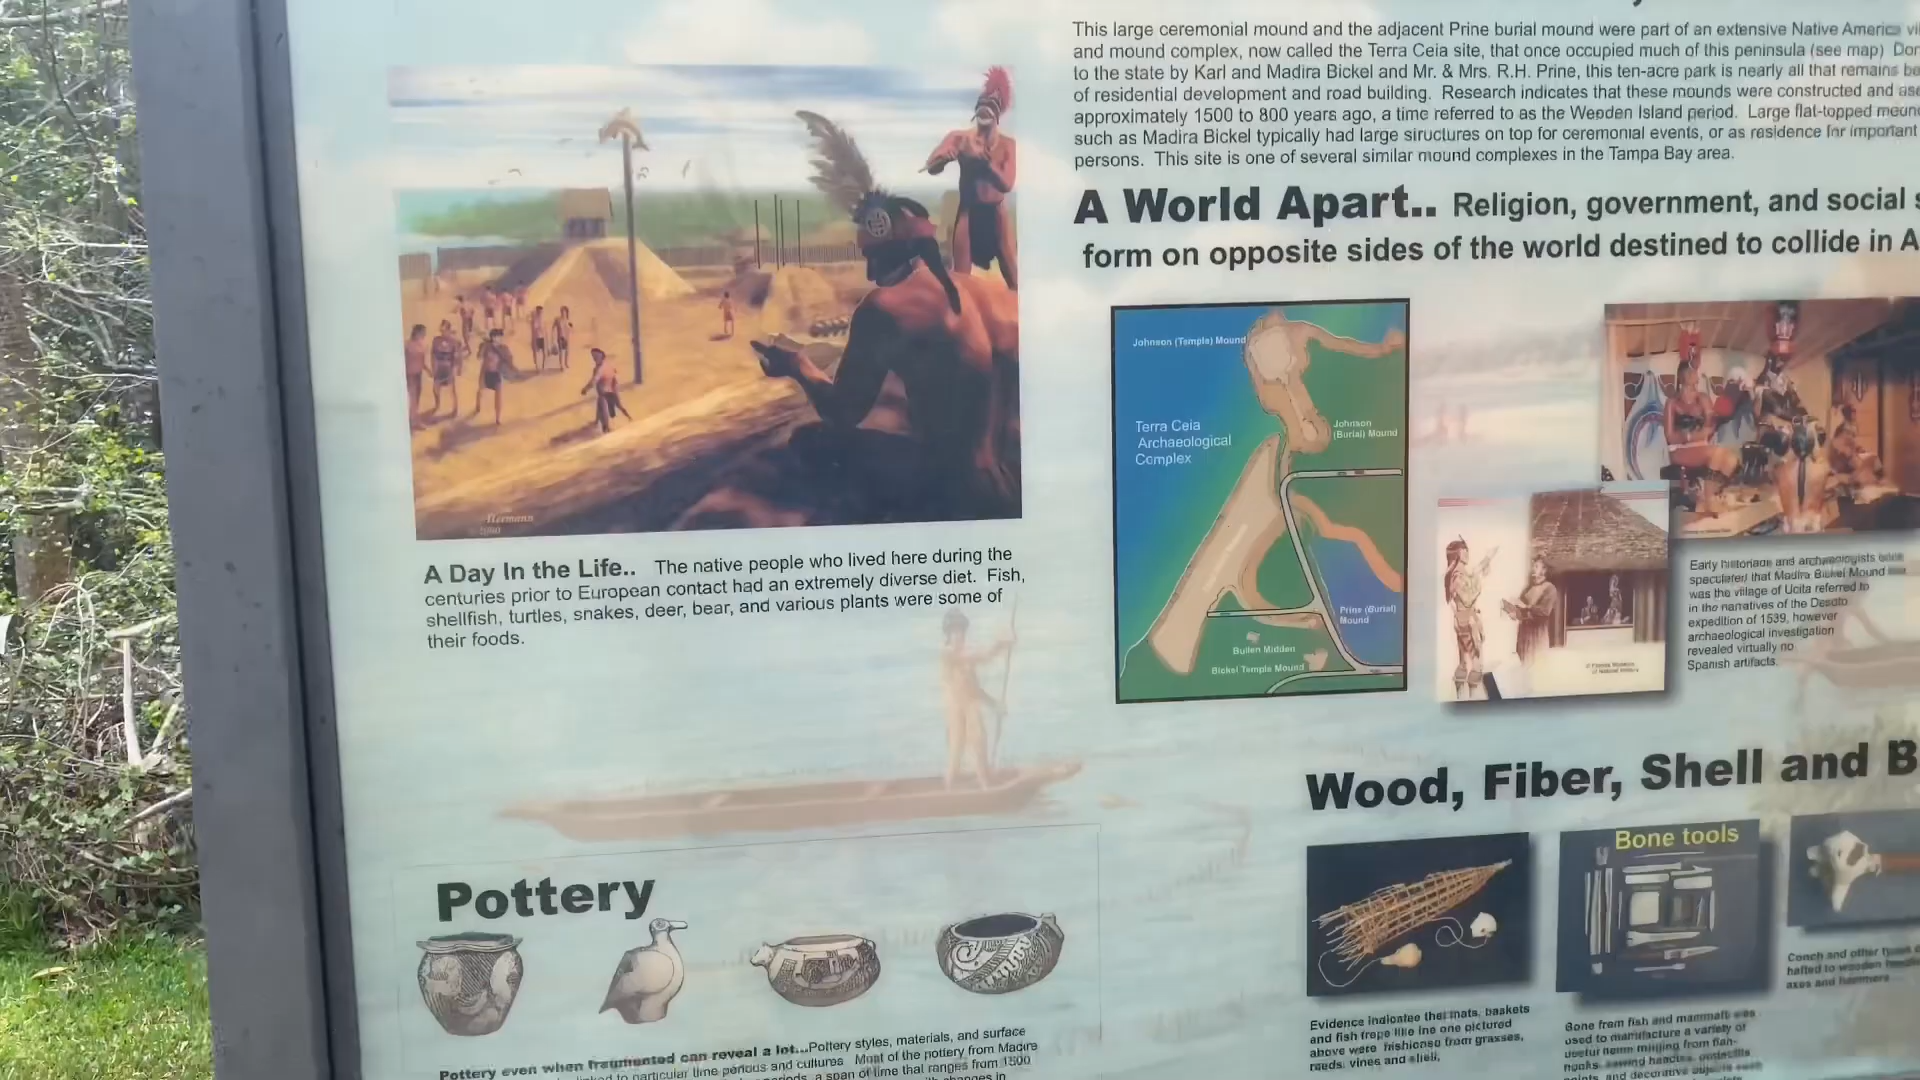 This large ceremonial mound and the adjacent Prine burial mound were part of an extensive Native America
and mound complex, now called the Terra Ceia site, that once occupied much of this peninsula (see map)
to the state by Karl and Madira Bickel and Mr. & Mrs. R.H. Prine, this ten-acre park is nearly all that remains
of residential development and road building. Research indicates that these mounds were constructed and
approximately 1500 to 800 years ago, a time referred to as the Weeden Island period. Large flat-topped
such as Madira Bickel typically had large structures on top for ceremonial events, or as residence for important
persons. This site is one of several similar mound complexes in the Tampa Bay area.
A World Apart.. Religion, government, and social
form on opposite sides of the world destined to collide in
Johnson (Temple) Mound
Terra Ceia
Archaeological
Complex
Johnson
(Burial) Mound
Prine (Burial)
Mound
Bullen Midden
Bickel Temple Mound
Hermann
Early historians and archaeologists have
speculated that Madira Bickel Mound
was the village of Ucita referred to
in the narratives of the Desoto
expedition of 1539, however
archaeological investigation
revealed virtually no
Spanish artifacts.
A Day In the Life.. The native people who lived here during the
centuries prior to European contact had an extremely diverse diet. Fish,
shellfish, turtles, snakes, deer, bear, and various plants were some of
their foods.
Wood, Fiber, Shell and B
Bone tools
Evidence indicates that mats, baskets
and fish traps like the one pictured
above were fashioned from grasses,
reeds, vines and
Bone from fish and mammals was
used to manufacture a variety of
useful items ranging from fish-
hooks,
points, and decorative objects such
Conch and other types
hafted to wooden handles
axes and hammers
Pottery
Pottery even when fragmented can reveal a lot...Pottery styles, materials, and surface
to particular time periods and cultures. Most of the pottery from Madira
a span of time that ranges from 1500
changes in